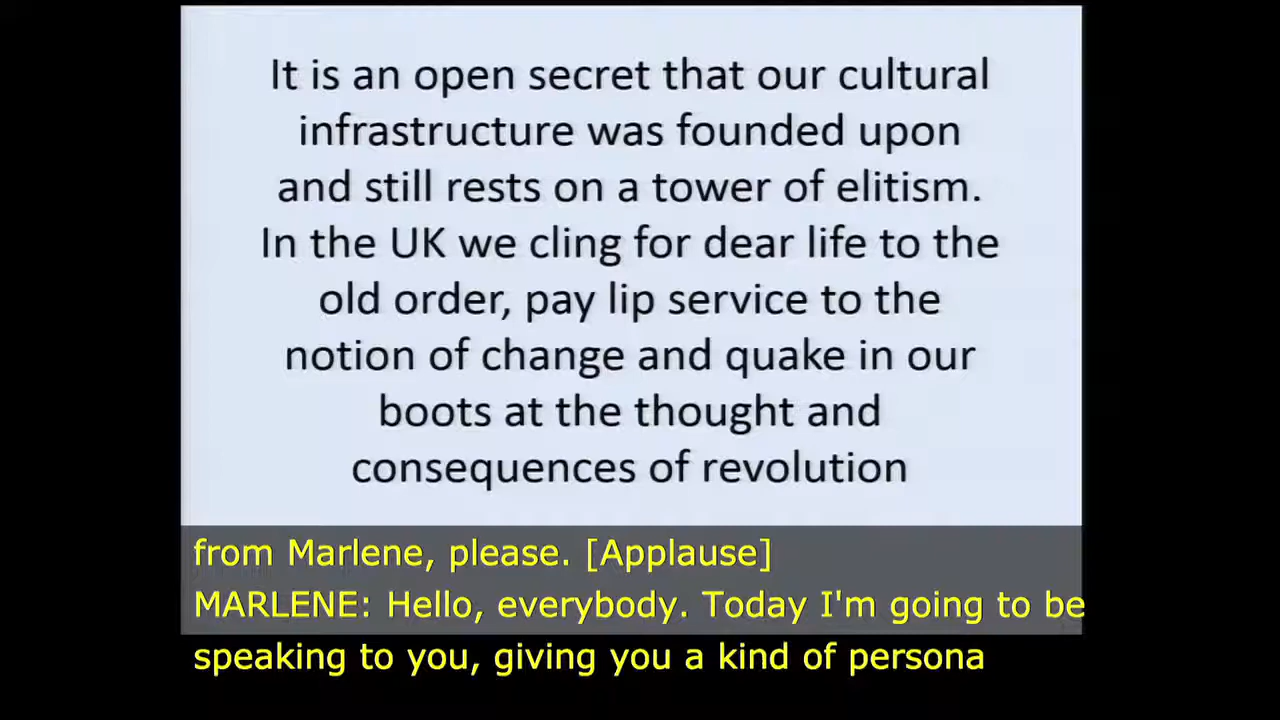 It is an open secret that our cultural
infrastructure was founded upon
and still rests on a tower of elitism.
In the UK we cling for dear life to the
old order, pay lip service to the
notion of change and quake in our
boots at the thought and
consequences of revolution
from Marlene, please. [Applause]
MARLENE: Hello, everybody. Today I'm going to be
speaking to you, giving you a kind of persona